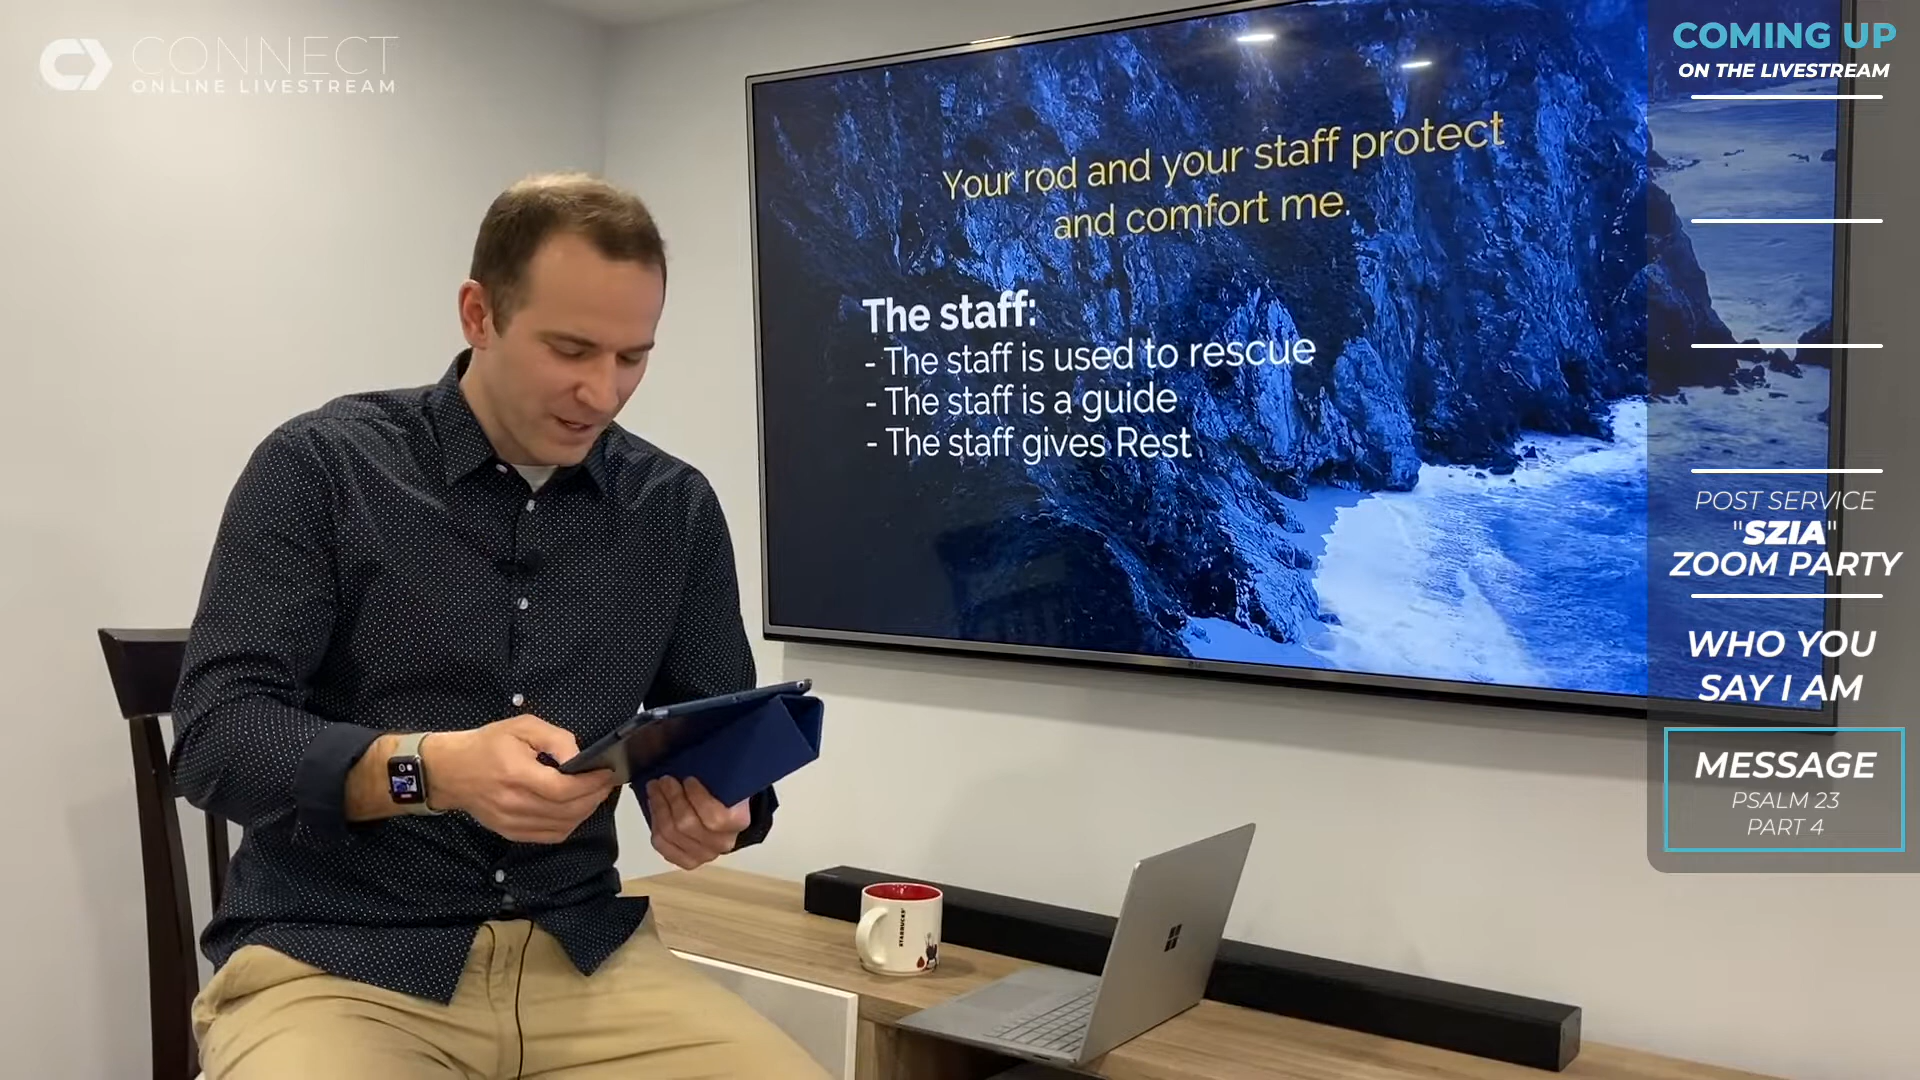 CONNECT
ONLINE LIVESTREAM
Your rod and your staff protect
and comfort me.
The staff:
- The staff is used to rescue
- The staff is a guide
- The staff gives Rest
STARBUCKS
COMING UP
ON THE LIVESTREAM
POST SERVICE
"SZIA"
ZOOM PARTY
WHO YOU
SAY I AM
MESSAGE
PSALM 23
PART 4